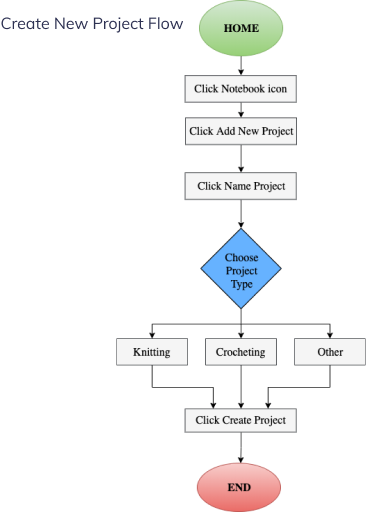 Create New Project Flow
HOME
Click Notebook icon
Click Add New Project
Click Name Project
Choose
Project
Type
Knitting
Crocheting
Other
Click Create Project
END